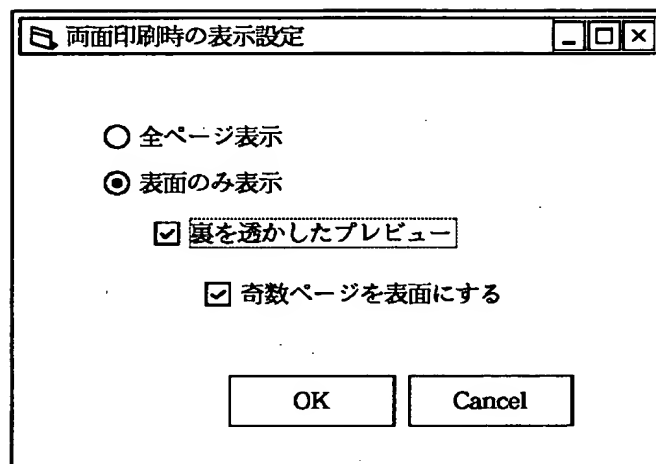 両面印刷時の表示設定
全ページ表示
表面のみ表示
裏を透かしたプレビュー
奇数ページを表面にする
OK
Cancel